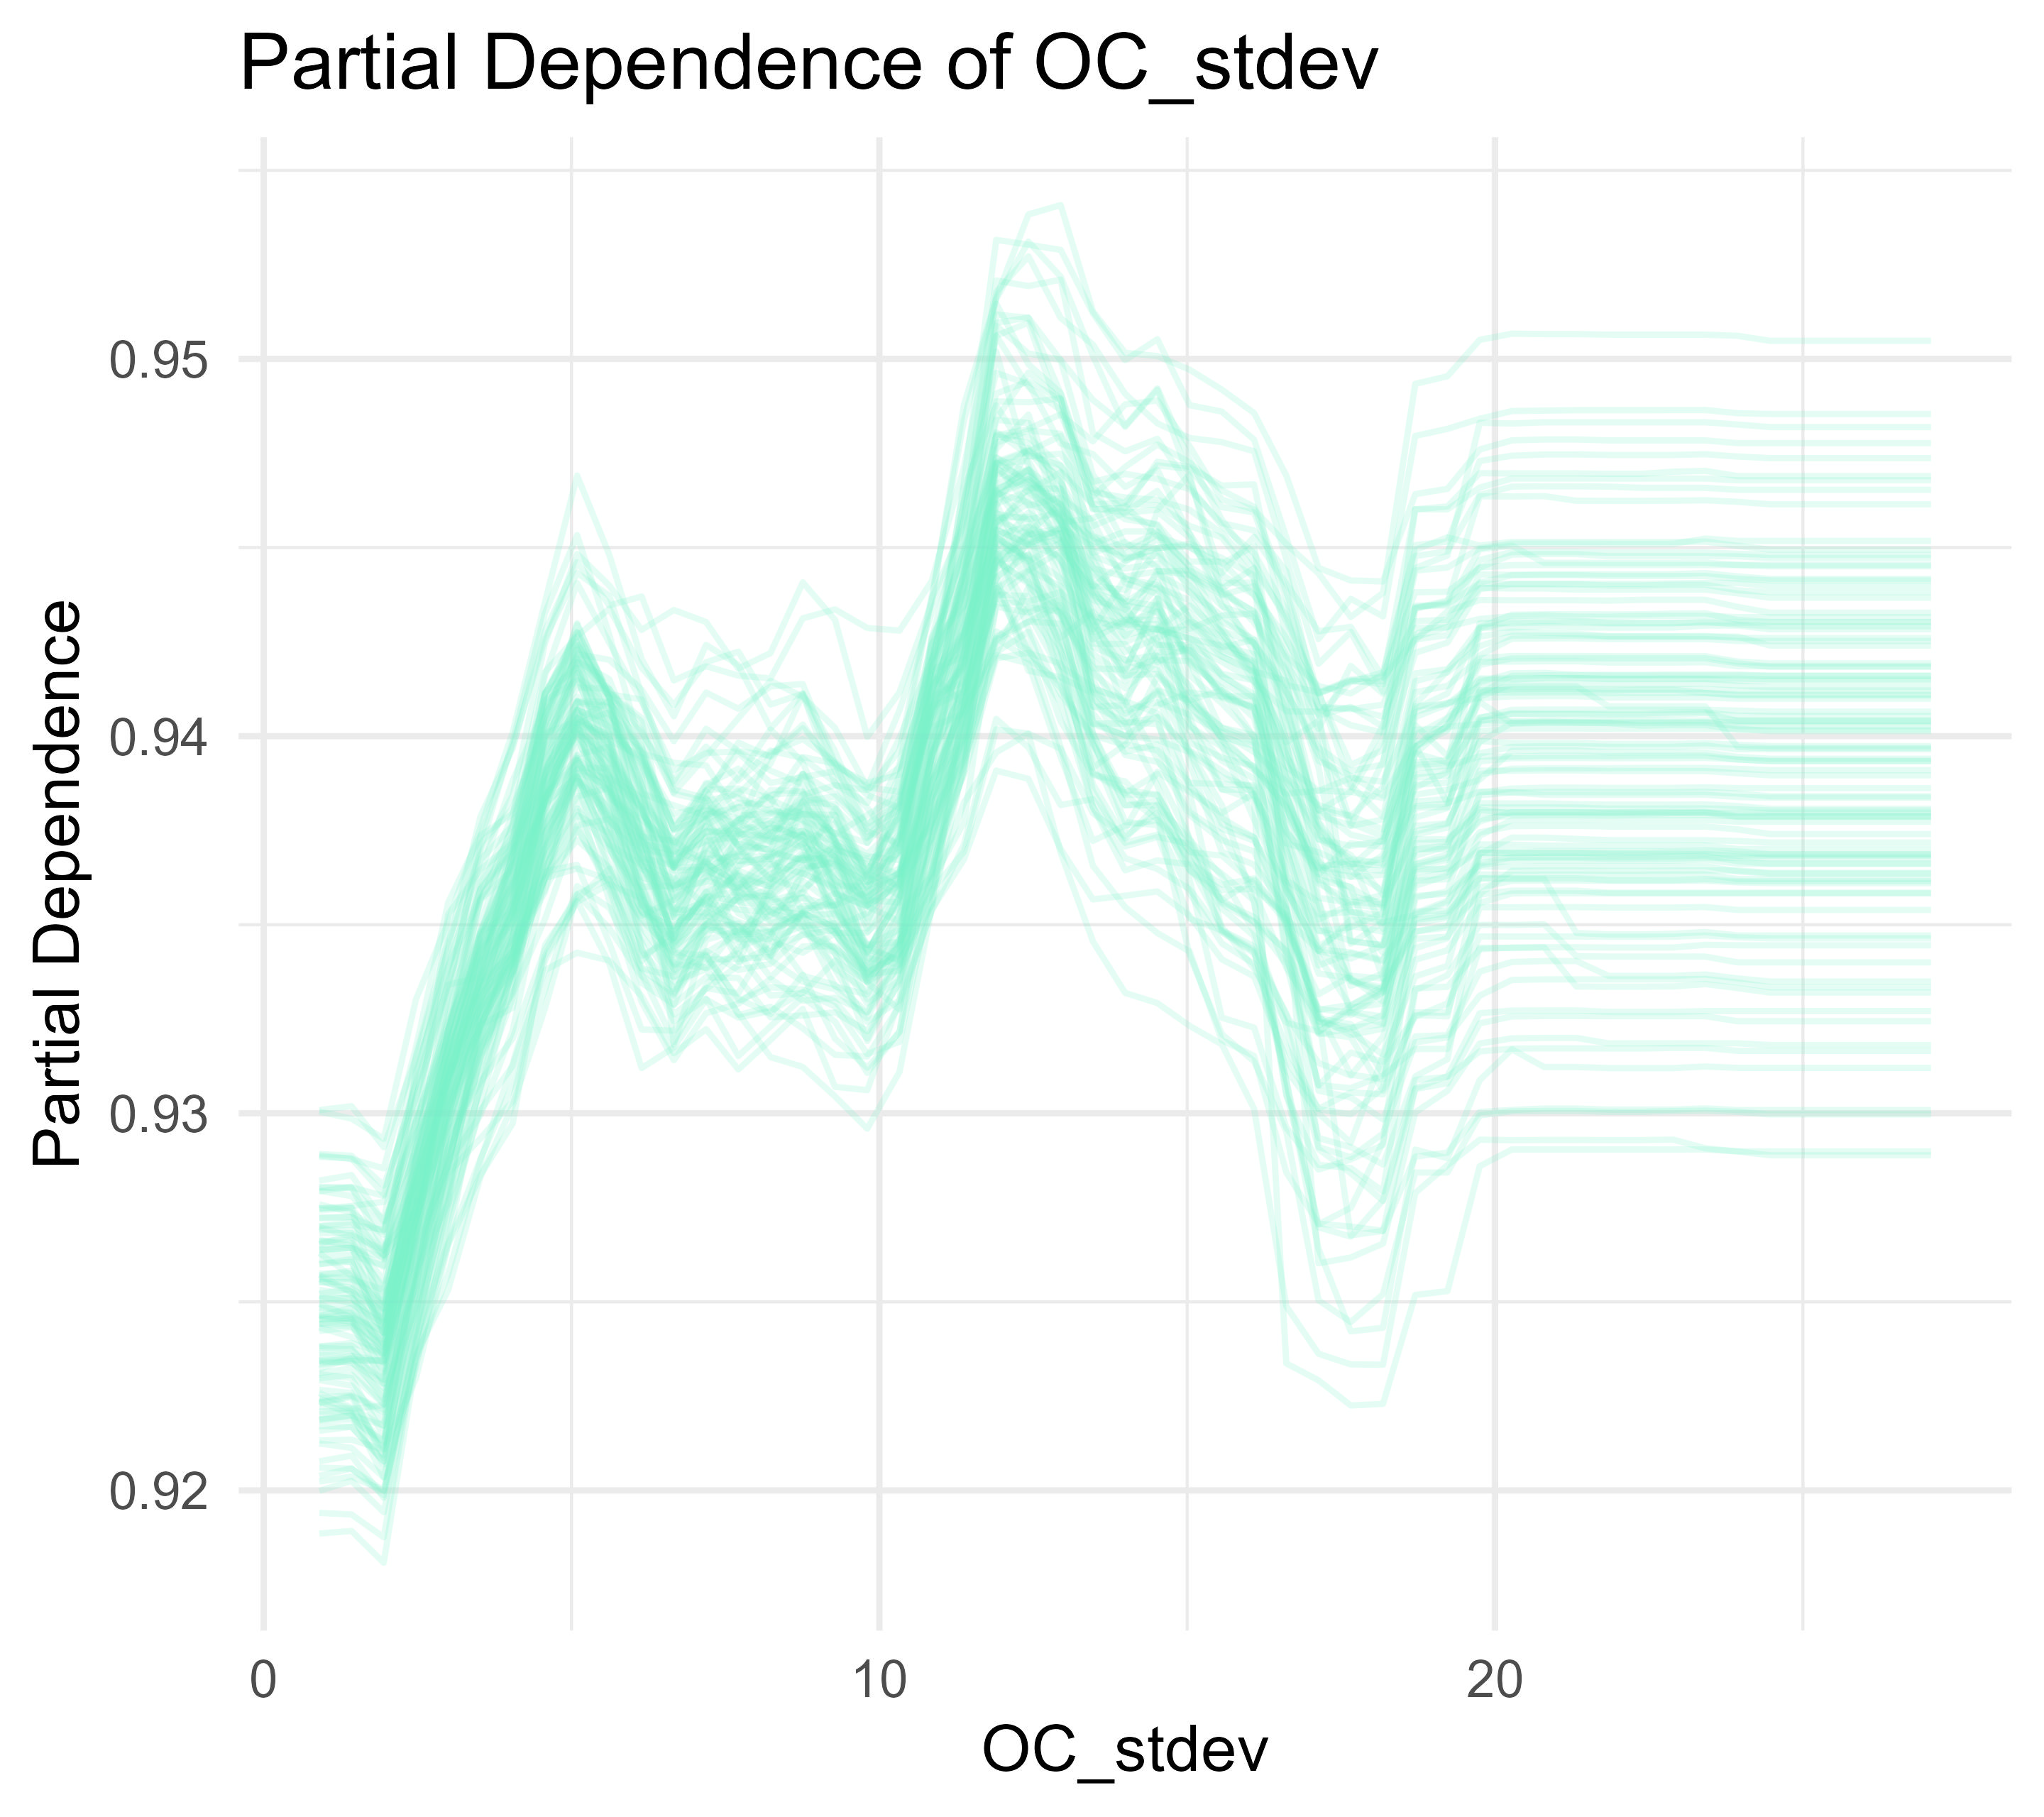 Partial Dependence of OC_stdev
Partial Dependence
0.95
0.94
0.93
0.92
0
10
20
OC_stdev